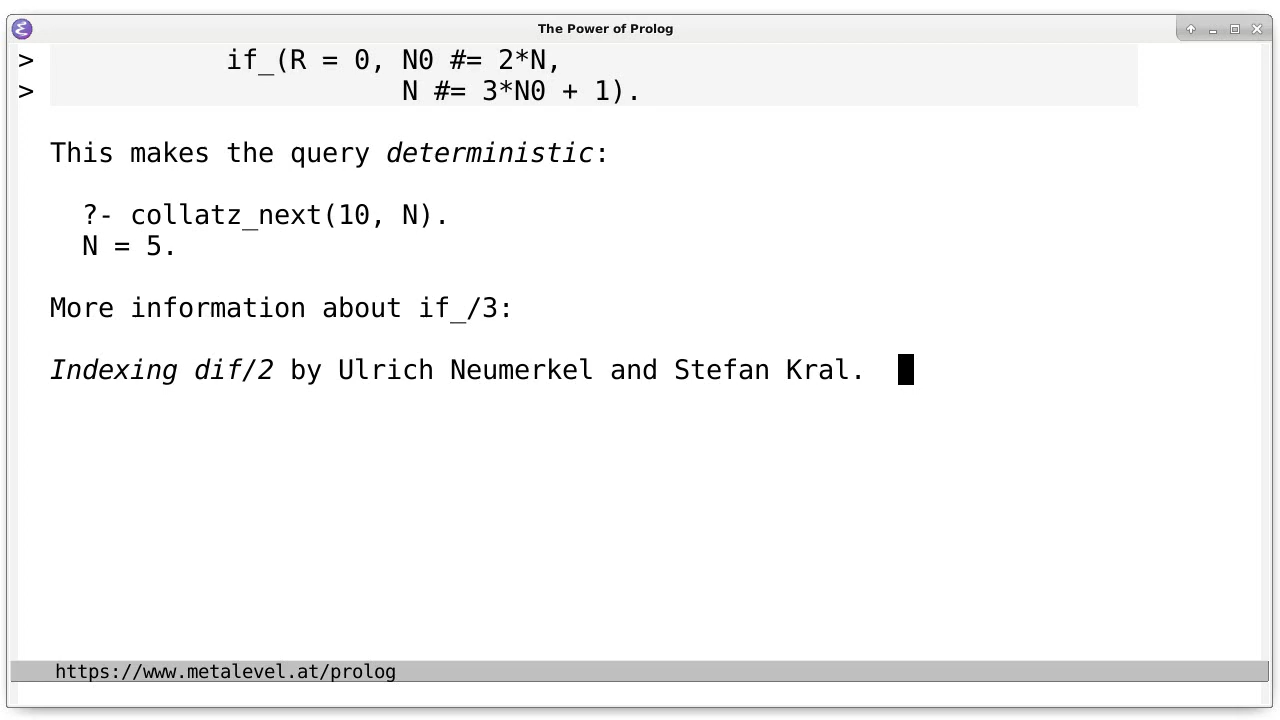 The Power of Prolog
> if_(R = 0, N0 #= 2*N,
> N #= 3*N0 + 1).
This makes the query deterministic:
?- collatz_next(10, N).
N = 5.
More information about if_/3:
Indexing dif/2 by Ulrich Neumerkel and Stefan Kral.
https://www.metalevel.at/prolog